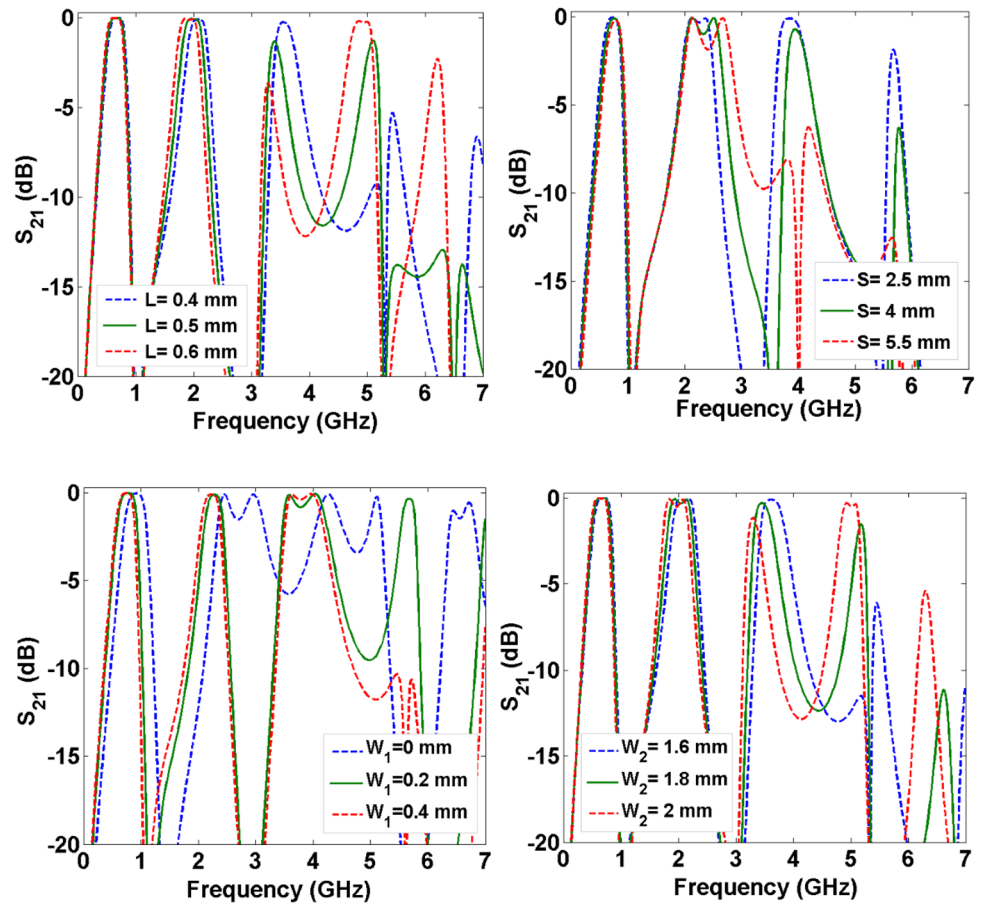 0
-5
-10
-15
-20
S21 (dB)
L= 0.4 mm
L= 0.5 mm
L= 0.6 mm
0 1 2 3 4 5 6 7
Frequency (GHz)
0
-5
-10
-15
-20
S21, (dB)
S= 2.5 mm
S= 4 mm
S= 5.5 mm
0 1 2 3 4 5 6 7
Frequency (GHz)
0
-5
-10
-15
-20
S21 (dB)
W1=0 mm
W1=0.2 mm
W1=0.4 mm
0 1 2 3 4 5 6 7
Frequency (GHz)
0
-5
-10
-15
-20
S21, (dB)
W2= 1.6 mm
W2= 1.8 mm
W2= 2 mm
0 1 2 3 4 5 6 7
Frequency (GHz)